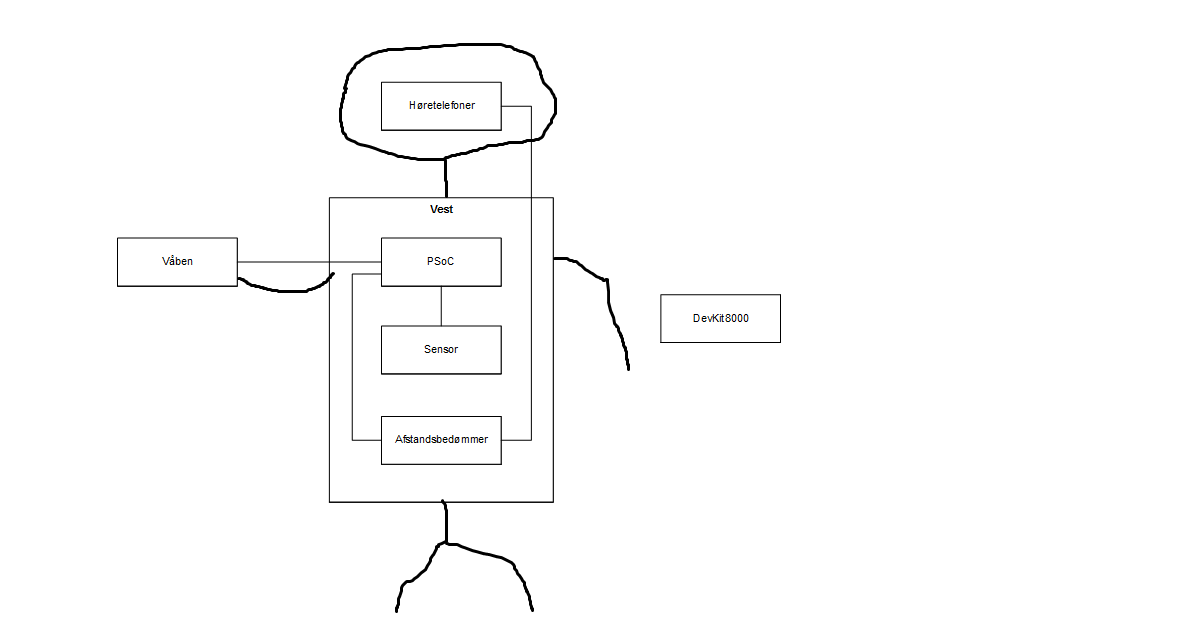 Høretelefoner
Vest
Våben
PSoC
DevKit8000
Sensor
Afstandsbedømmer